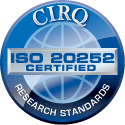 CIRQ
ISO 20252
CERTIFIED
RESEARCH STANDARDS